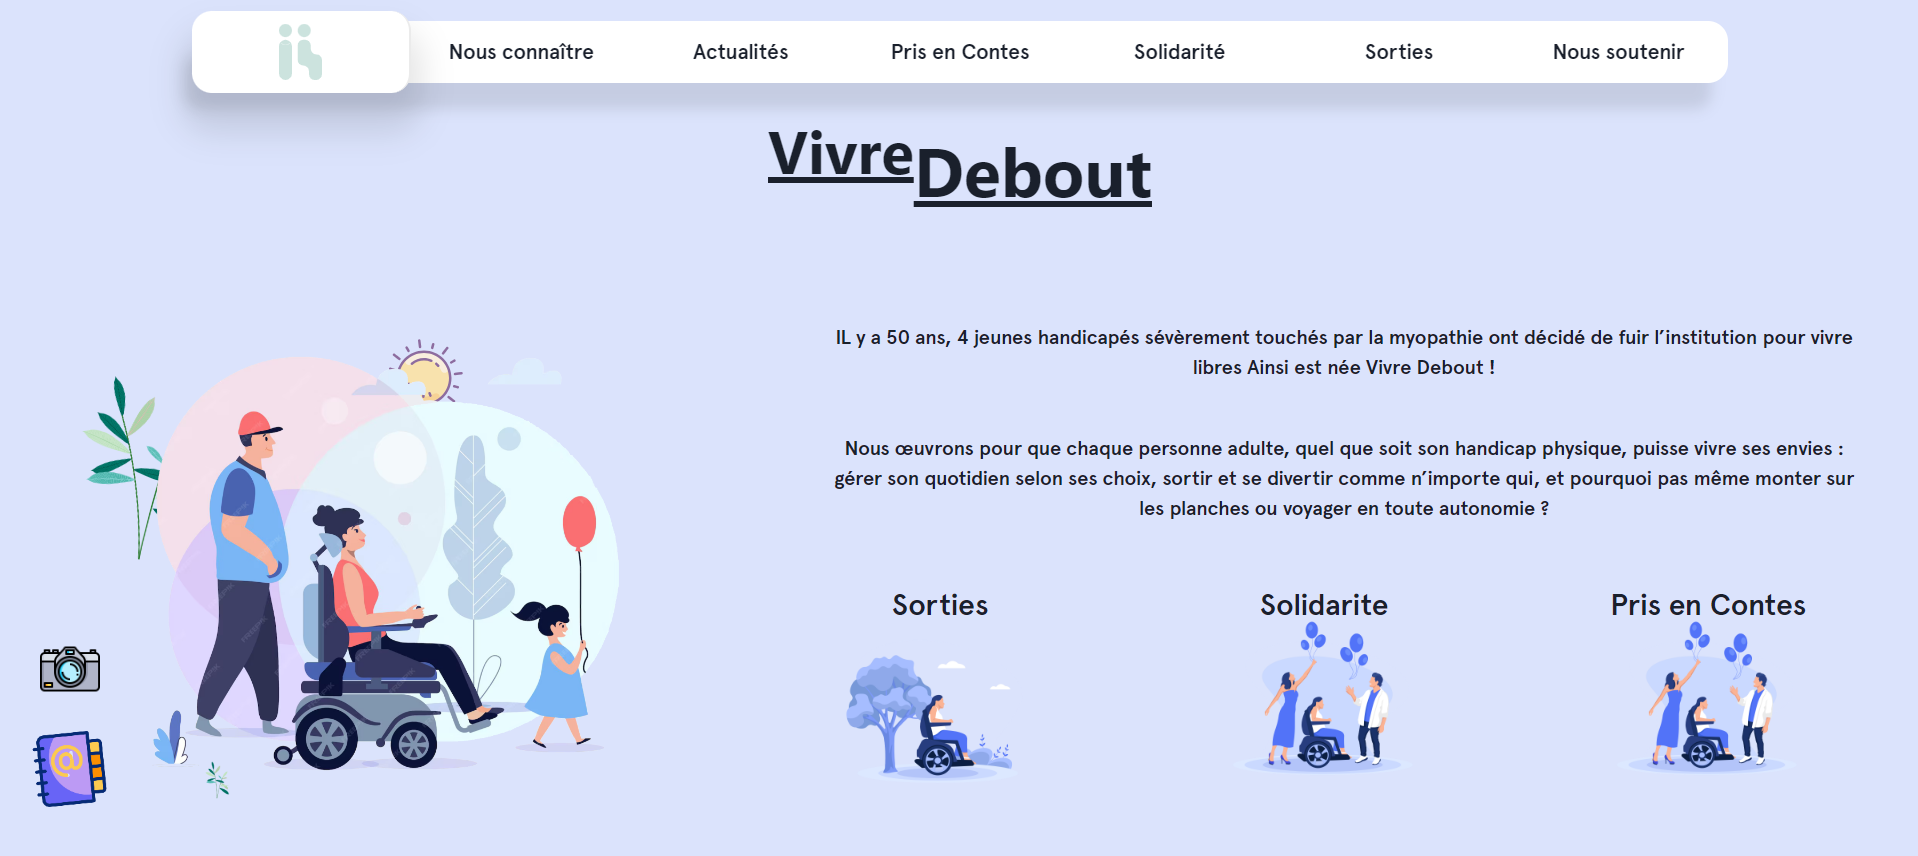 Nous connaître
Actualités
Pris en Contes
Solidarité
Sorties
Nous soutenir
Vivre Debout
IL y a 50 ans, 4 jeunes handicapés sévèrement touchés par la myopathie ont décidé de fuir l’institution pour vivre
libres Ainsi est née Vivre Debout !
Nous œuvrons pour que chaque personne adulte, quel que soit son handicap physique, puisse vivre ses envies :
gérer son quotidien selon ses choix, sortir et se divertir comme n’importe qui, et pourquoi pas même monter sur
les planches ou voyager en toute autonomie ?
Sorties
Solidarite
Pris en Contes
@